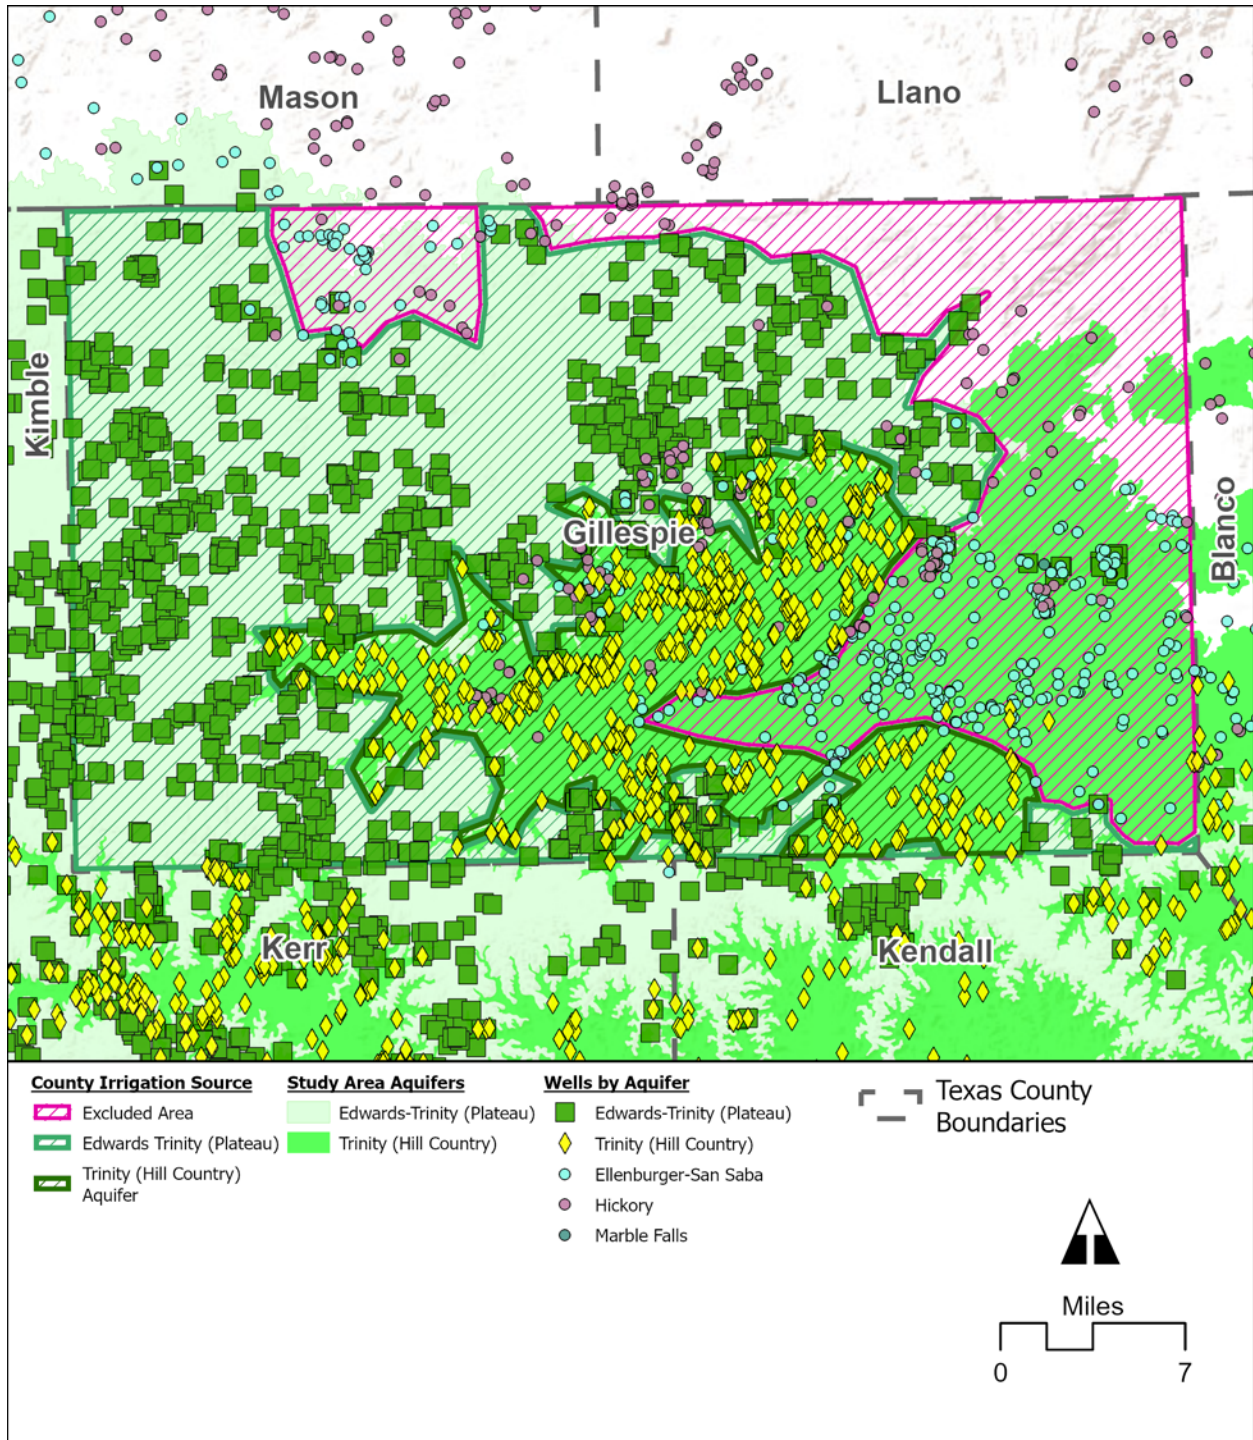 Mason
Llano
Kimble
Gillespie
Blanco
Kerr
Kendall
County Irrigation Source
Excluded Area
Edwards Trinity (Plateau)
Trinity (Hill Country)
Aquifer
Study Area Aquifers
Edwards-Trinity (Plateau)
Trinity (Hill Country)
Wells by Aquifer
Edwards-Trinity (Plateau)
Trinity (Hill Country)
Ellenburger-San Saba
Hickory
Marble Falls
Texas County
Boundaries
Miles
0 7